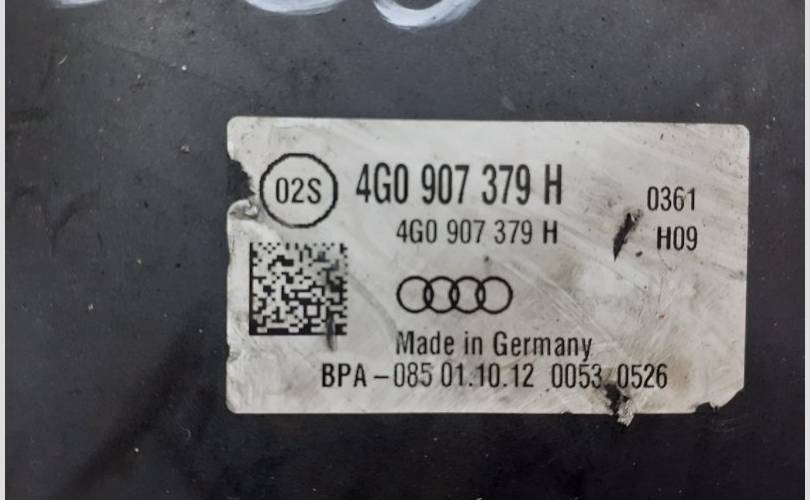 02S 4G0 907 379 H 0361
4G0 907 379 H H09
Made in Germany
BPA-085 01.10.12 0053 0526